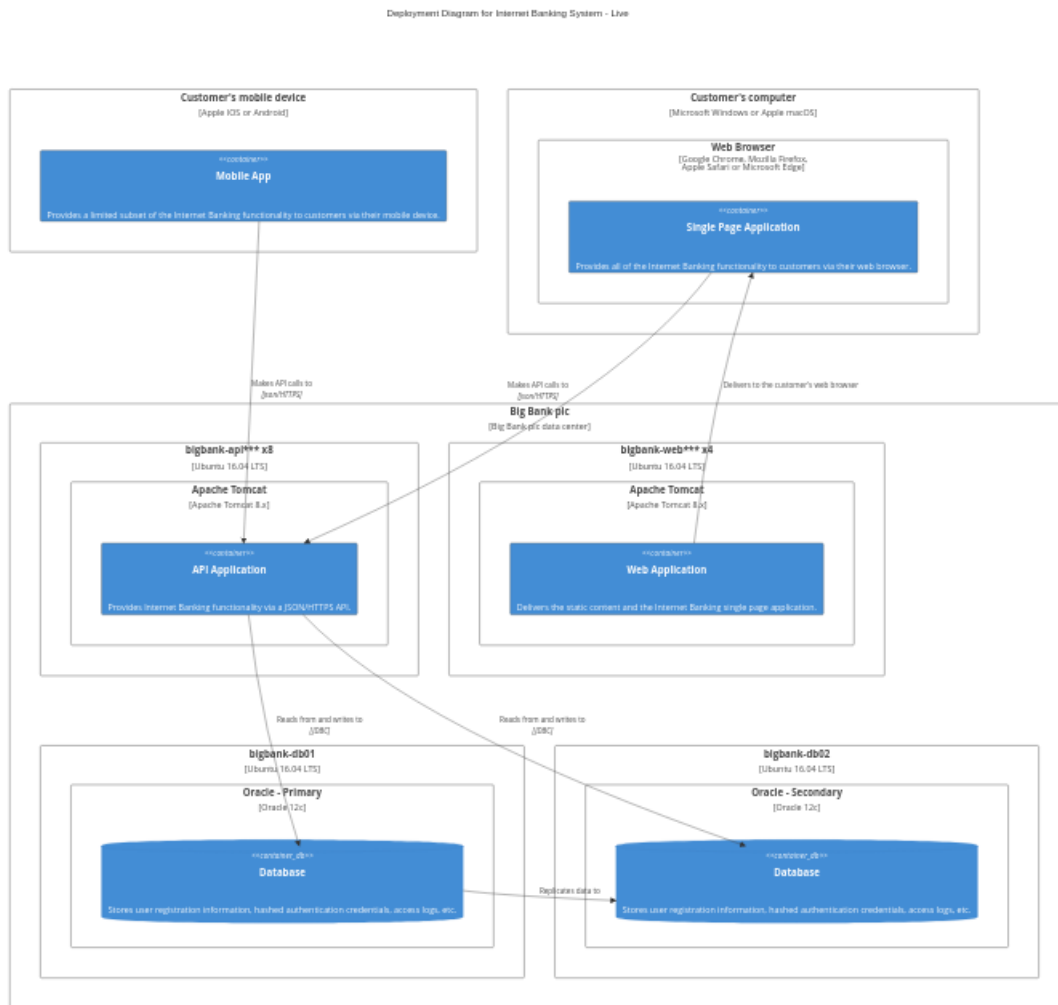 Deployment Diagram for Internet Banking System - Live
Customer's mobile device
[Apple IOS or Android]
<<container>>
Mobile App
Provides a limited subset of the Internet Banking functionality to customers via their mobile device.
Customer's computer
[Microsoft Windows or Apple macOS]
Web Browser
[Google Chrome, Mozilla Firefox,
Apple Safari or Microsoft Edge]
<<container>>
Single Page Application
Provides all of the Internet Banking functionality to customers via their web browser.
Makes API calls to
[json/HTTPS]
Makes API calls to
[json/HTTPS]
Delivers to the customer's web browser
Big Bank plc
[Big Bank plc data center]
bigbank-api*** x8
[Ubuntu 16.04 LTS]
Apache Tomcat
[Apache Tomcat 8.x]
<<container>>
API Application
Provides Internet Banking functionality via a JSON/HTTPS API.
bigbank-web*** x4
[Ubuntu 16.04 LTS]
Apache Tomcat
[Apache Tomcat 8.x]
<<container>>
Web Application
Delivers the static content and the Internet Banking single page application.
Reads from and writes to
[JDBC]
Reads from and writes to
[JDBC]
bigbank-db01
[Ubuntu 16.04 LTS]
Oracle - Primary
[Oracle 12c]
<<container_db>>
Database
Stores user registration information, hashed authentication credentials, access logs, etc.
Replicates data to
bigbank-db02
[Ubuntu 16.04 LTS]
Oracle - Secondary
[Oracle 12c]
<<container_db>>
Database
Stores user registration information, hashed authentication credentials, access logs, etc.